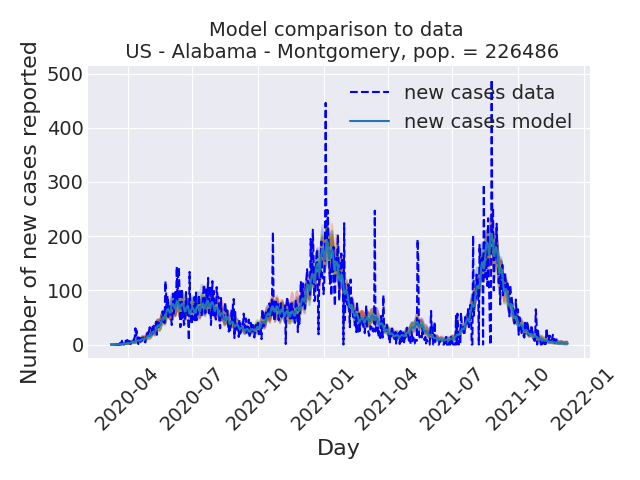 Model comparison to data
US - Alabama - Montgomery, pop. = 226486
new cases data
new cases model
Number of new cases reported
500
400
300
200
100
0
2020-04
2020-07
2020-10
2021-01
2021-04
2021-07
2021-10
2022-01
Day